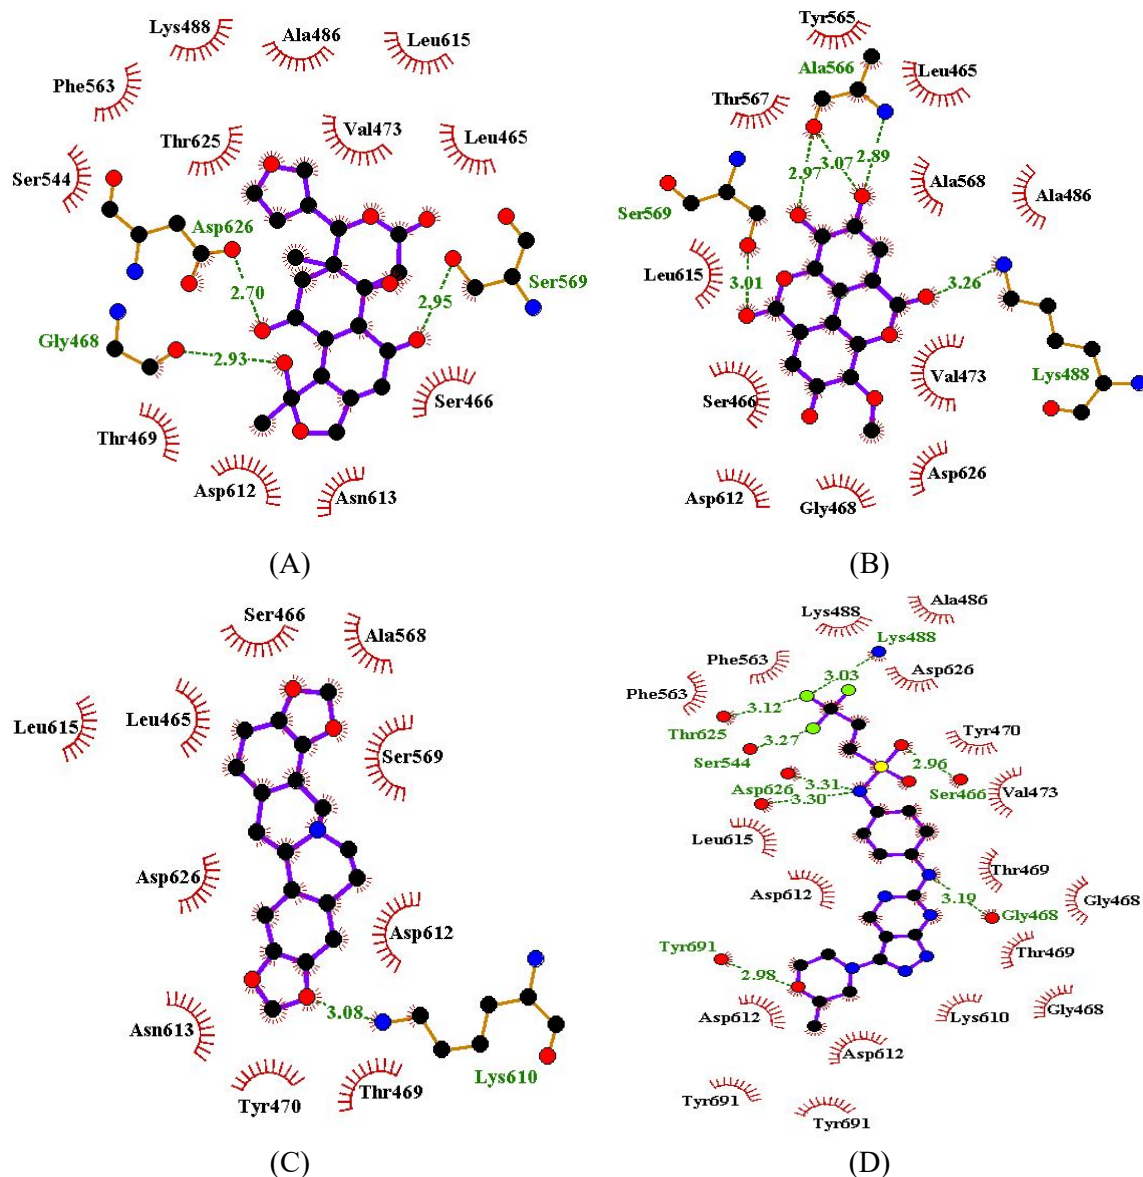 Lys488
Ala486
Leu615
Phe563
Thr625
Val473
Leu465
Ser544
Asp626
Ser569
2.70
2.95
Gly468
2.93
Ser466
Thr469
Asp612
Asn613
(A)
Tyr565
Ala566
Leu465
Thr567
2.97
3.07
2.89
Ala568
Ala486
Ser569
Leu615
3.01
3.26
Val473
Lys488
Ser466
Asp626
Asp612
Gly468
(B)
Ser466
Ala568
Leu615
Leu465
Ser569
Asp626
Asp612
Asn613
3.08
Lys610
Tyr470
Thr469
(C)
Ala486
Lys488
Lys488
Phe563
Asp626
Phe563
3.03
3.12
Thr625
Tyr470
Ser544
3.27
2.96
Asp626
3.31
Ser466
Val473
3.30
Leu615
Thr469
Asp612
Gly468
3.19
Gly468
Tyr691
Thr469
2.98
Asp612
Lys610
Gly468
Asp612
Tyr691
Tyr691
(D)